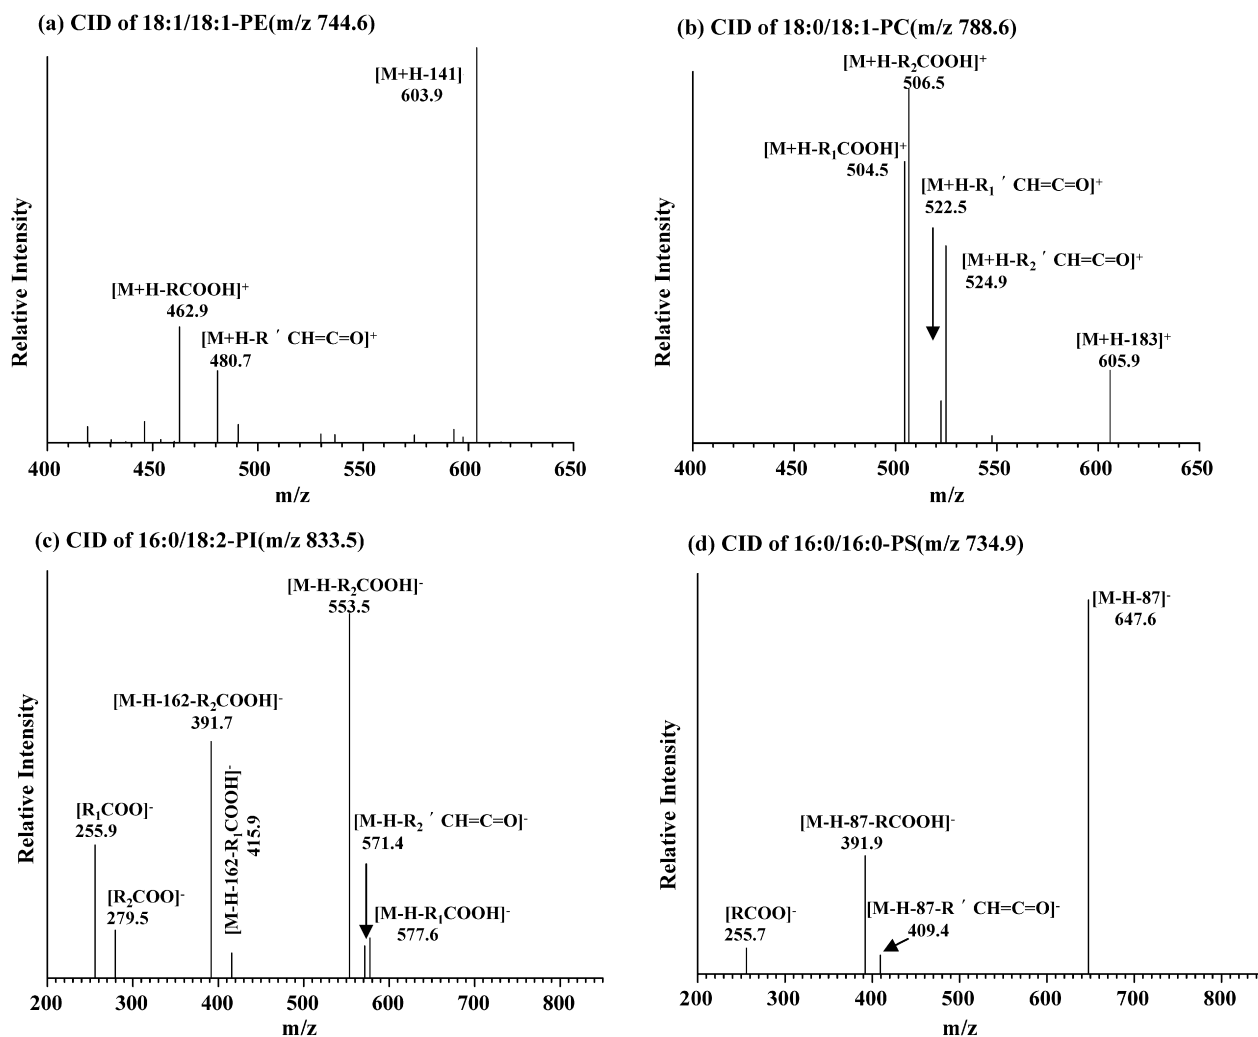 (a) CID of 18:1/18:1-PE(m/z 744.6)
[M+H-141]
603.9
[M+H-RCOOH]⁺
462.9
[M+H-R ′ CH=C=O]⁺
480.7
Relative Intensity
400 450 500 550 600 650
m/z
(b) CID of 18:0/18:1-PC(m/z 788.6)
[M+H-R₂COOH]⁺
506.5
[M+H-R₁COOH]⁺
504.5
[M+H-R₁ ′ CH=C=O]⁺
522.5
[M+H-R₂ ′ CH=C=O]⁺
524.9
[M+H-183]⁺
605.9
Relative Intensity
400 450 500 550 600 650
m/z
(c) CID of 16:0/18:2-PI(m/z 833.5)
[M-H-R₂COOH]⁻
553.5
[M-H-162-R₂COOH]⁻
391.7
[R₁COO]⁻
255.9
[R₂COO]⁻
279.5
[M-H-162-R₁COOH]⁻
415.9
[M-H-R₂ ′ CH=C=O]⁻
571.4
[M-H-R₁COOH]⁻
577.6
Relative Intensity
200 300 400 500 600 700 800
m/z
(d) CID of 16:0/16:0-PS(m/z 734.9)
[M-H-87]⁻
647.6
[M-H-87-RCOOH]⁻
391.9
[RCOO]⁻
255.7
[M-H-87-R ′ CH=C=O]⁻
409.4
Relative Intensity
200 300 400 500 600 700 800
m/z